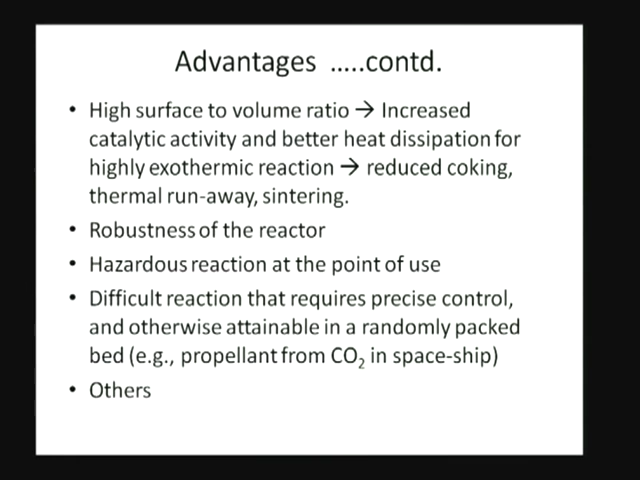 Advantages …..contd.
• High surface to volume ratio → Increased
catalytic activity and better heat dissipation for
highly exothermic reaction → reduced coking,
thermal run-away, sintering.
• Robustness of the reactor
• Hazardous reaction at the point of use
• Difficult reaction that requires precise control,
and otherwise attainable in a randomly packed
bed (e.g., propellant from CO₂ in space-ship)
• Others